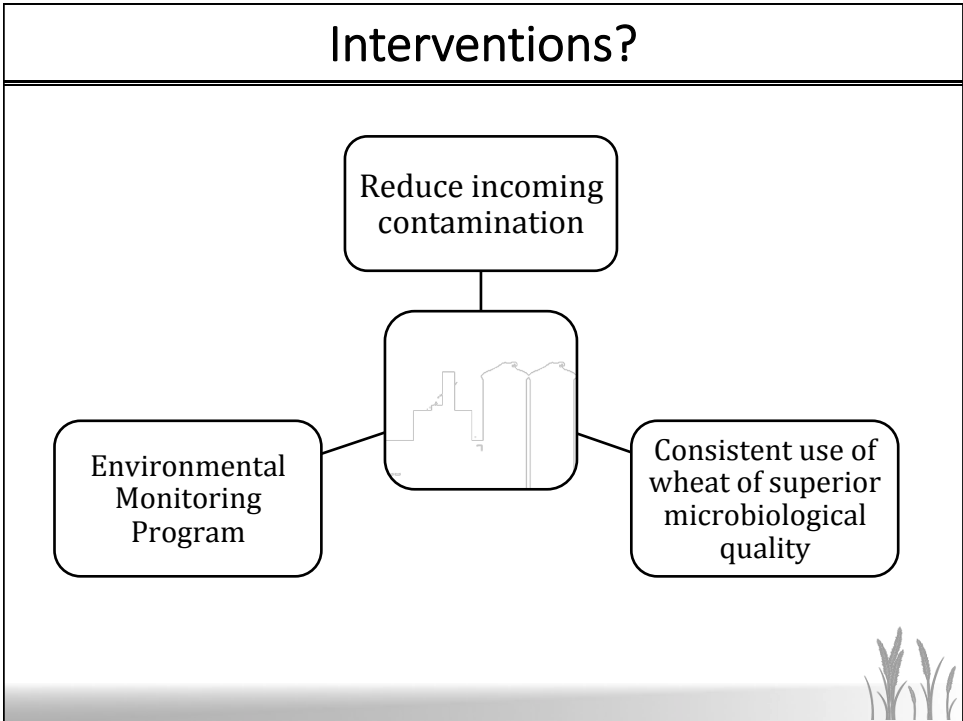 Interventions?
Reduce incoming
contamination
Environmental
Monitoring
Program
Consistent use of
wheat of superior
microbiological
quality